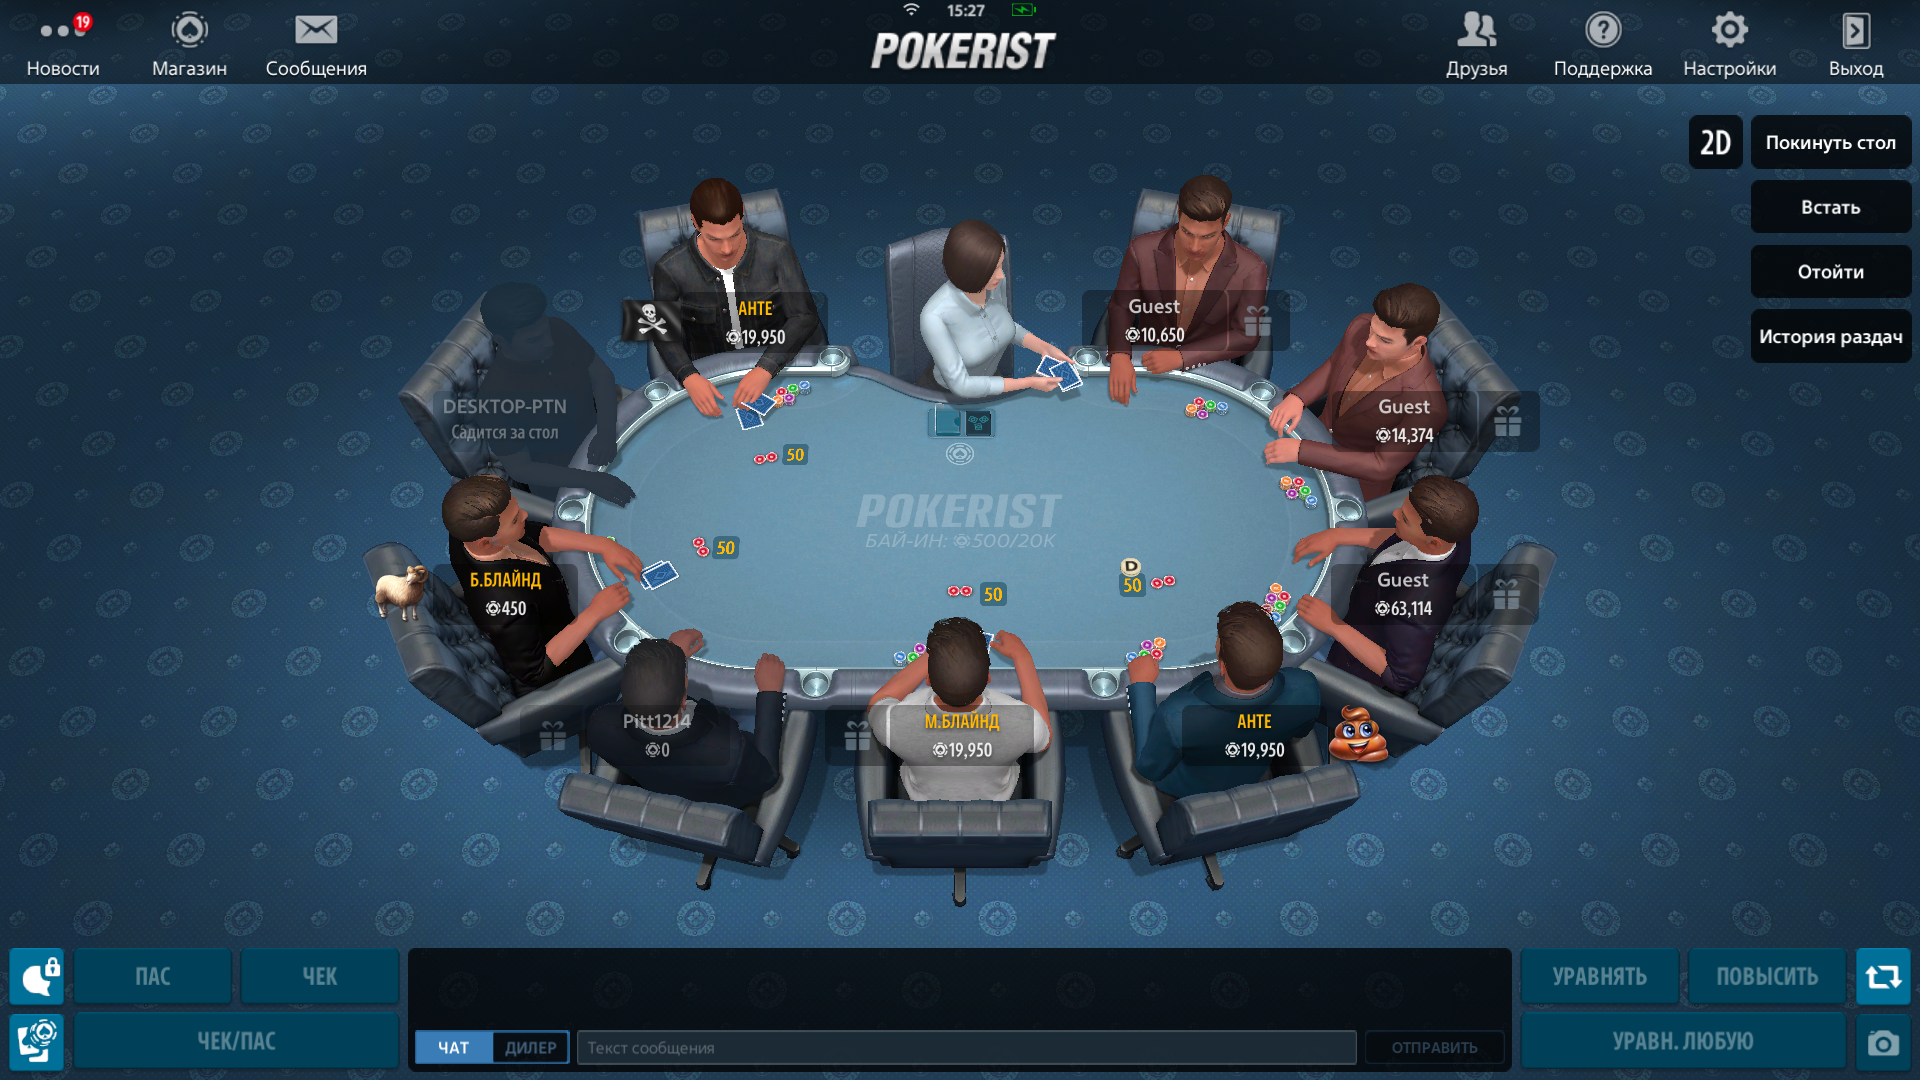 19
15:27
Новости
Магазин
Сообщения
POKERIST
Друзья
Поддержка
Настройки
Выход
2D
Покинуть стол
Встать
Отойти
История раздач
АНТЕ
19,950
Guest
10,650
DESKTOP-PTN
Садится за стол
Guest
14,374
50
POKERIST
БАЙ-ИН: 500/20K
50
D
50
50
Б.БЛАЙНД
450
Guest
63,114
Pitt1214
0
М.БЛАЙНД
19,950
АНТЕ
19,950
ПАС
ЧЕК
ЧЕК/ПАС
ЧАТ
ДИЛЕР
Текст сообщения
ОТПРАВИТЬ
УРАВНЯТЬ
ПОВЫСИТЬ
УРАВН. ЛЮБУЮ